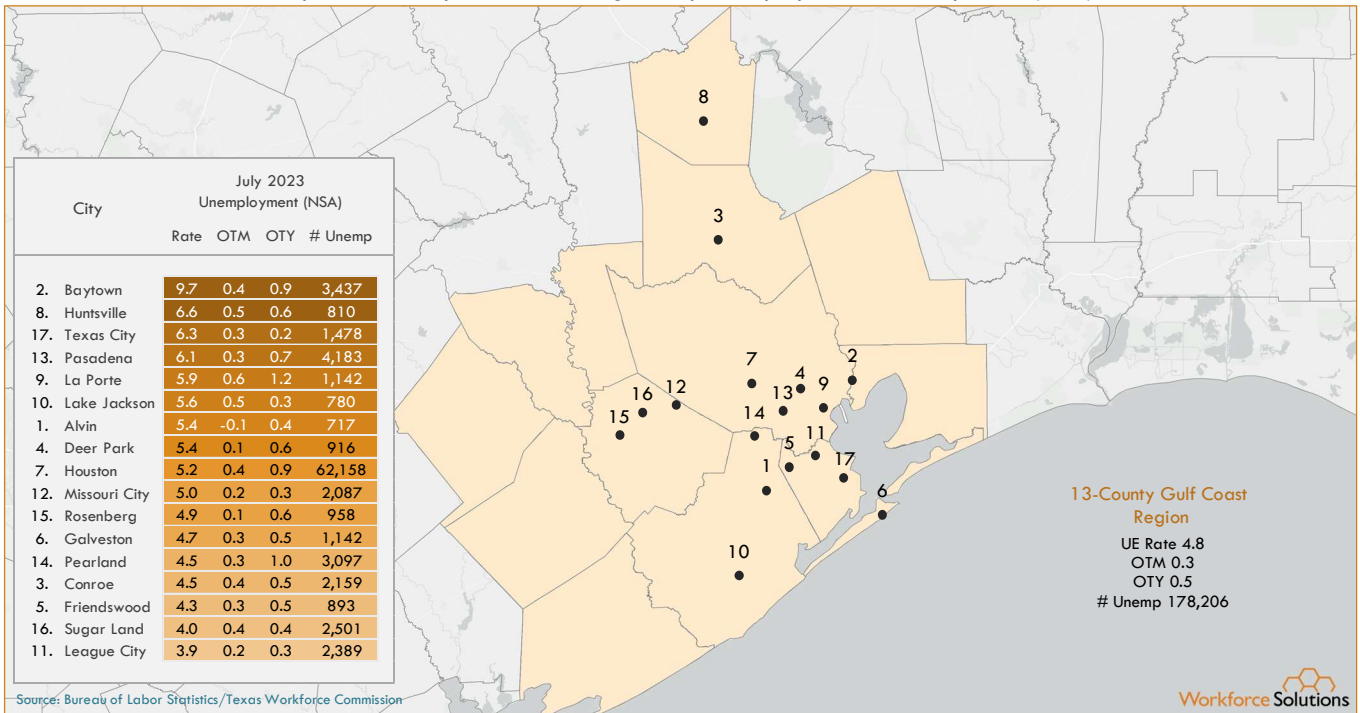 City
July 2023
Unemployment (NSA)
Rate OTM OTY # Unemp
2. Baytown 9.7 0.4 0.9 3,437
8. Huntsville 6.6 0.5 0.6 810
17. Texas City 6.3 0.3 0.2 1,478
13. Pasadena 6.1 0.3 0.7 4,183
9. La Porte 5.9 0.6 1.2 1,142
10. Lake Jackson 5.6 0.5 0.3 780
1. Alvin 5.4 -0.1 0.4 717
4. Deer Park 5.4 0.1 0.6 916
7. Houston 5.2 0.4 0.9 62,158
12. Missouri City 5.0 0.2 0.3 2,087
15. Rosenberg 4.9 0.1 0.6 958
6. Galveston 4.7 0.3 0.5 1,142
14. Pearland 4.5 0.3 1.0 3,097
3. Conroe 4.5 0.4 0.5 2,159
5. Friendswood 4.3 0.3 0.5 893
16. Sugar Land 4.0 0.4 0.4 2,501
11. League City 3.9 0.2 0.3 2,389
Source: Bureau of Labor Statistics/Texas Workforce Commission
8
3
7
4
2
16
12
13
9
15
14
5
11
1
17
6
10
13-County Gulf Coast
Region
UE Rate 4.8
OTM 0.3
OTY 0.5
# Unemp 178,206
Workforce Solutions